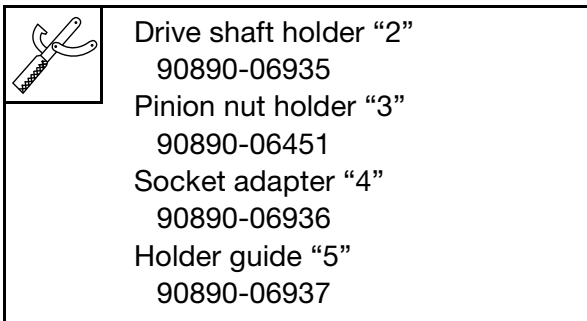 Drive shaft holder “2”
90890-06935
Pinion nut holder “3”
90890-06451
Socket adapter “4”
90890-06936
Holder guide “5”
90890-06937